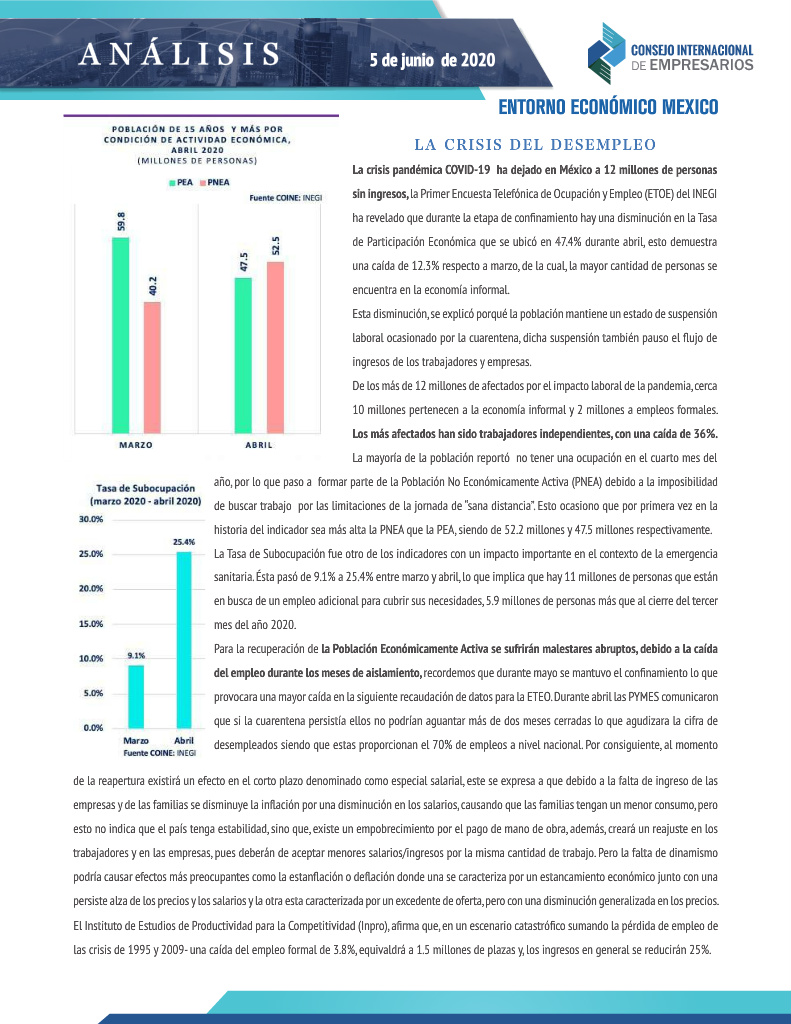 ANÁLISIS
5 de junio de 2020
CONSEJO INTERNACIONAL
DE EMPRESARIOS
ENTORNO ECONÓMICO MEXICO
POBLACIÓN DE 15 AÑOS Y MÁS POR
CONDICIÓN DE ACTIVIDAD ECONÓMICA,
ABRIL 2020
(MILLONES DE PERSONAS)
PEA PNEA
Fuente COINE: INEGI
59.8
40.2
47.5
52.5
MARZO ABRIL
LA CRISIS DEL DESEMPLEO
La crisis pandémica COVID-19 ha dejado en México a 12 millones de personas
sin ingresos, la Primer Encuesta Telefónica de Ocupación y Empleo (ETOE) del INEGI
ha revelado que durante la etapa de confinamiento hay una disminución en la Tasa
de Participación Económica que se ubicó en 47.4% durante abril, esto demuestra
una caída de 12.3% respecto a marzo, de la cual, la mayor cantidad de personas se
encuentra en la economía informal.
Esta disminución, se explicó porqué la población mantiene un estado de suspensión
laboral ocasionado por la cuarentena, dicha suspensión también pauso el flujo de
ingresos de los trabajadores y empresas.
De los más de 12 millones de afectados por el impacto laboral de la pandemia, cerca
10 millones pertenecen a la economía informal y 2 millones a empleos formales.
Los más afectados han sido trabajadores independientes, con una caída de 36%.
La mayoría de la población reportó no tener una ocupación en el cuarto mes del
año, por lo que paso a formar parte de la Población No Económicamente Activa (PNEA) debido a la imposibilidad
de buscar trabajo por las limitaciones de la jornada de "sana distancia". Esto ocasiono que por primera vez en la
historia del indicador sea más alta la PNEA que la PEA, siendo de 52.2 millones y 47.5 millones respectivamente.
La Tasa de Subocupación fue otro de los indicadores con un impacto importante en el contexto de la emergencia
sanitaria. Ésta pasó de 9.1% a 25.4% entre marzo y abril, lo que implica que hay 11 millones de personas que están
en busca de un empleo adicional para cubrir sus necesidades, 5.9 millones de personas más que al cierre del tercer
mes del año 2020.
Para la recuperación de la Población Económicamente Activa se sufrirán malestares abruptos, debido a la caída
del empleo durante los meses de aislamiento, recordemos que durante mayo se mantuvo el confinamiento lo que
provocara una mayor caída en la siguiente recaudación de datos para la ETEO. Durante abril las PYMES comunicaron
que si la cuarentena persistía ellos no podrían aguantar más de dos meses cerradas lo que agudizara la cifra de
desempleados siendo que estas proporcionan el 70% de empleos a nivel nacional. Por consiguiente, al momento
Tasa de Subocupación
(marzo 2020 - abril 2020)
30.0%
25.0%
20.0%
15.0%
10.0%
5.0%
0.0%
9.1%
25.4%
Marzo Abril
Fuente COINE: INEGI
de la reapertura existirá un efecto en el corto plazo denominado como especial salarial, este se expresa a que debido a la falta de ingreso de las
empresas y de las familias se disminuye la inflación por una disminución en los salarios, causando que las familias tengan un menor consumo, pero
esto no indica que el país tenga estabilidad, sino que, existe un empobrecimiento por el pago de mano de obra, además, creará un reajuste en los
trabajadores y en las empresas, pues deberán de aceptar menores salarios/ingresos por la misma cantidad de trabajo. Pero la falta de dinamismo
podría causar efectos más preocupantes como la estanflación o deflación donde una se caracteriza por un estancamiento económico junto con una
persiste alza de los precios y los salarios y la otra esta caracterizada por un excedente de oferta, pero con una disminución generalizada en los precios.
El Instituto de Estudios de Productividad para la Competitividad (Inpro), afirma que, en un escenario catastrófico sumando la pérdida de empleo de
las crisis de 1995 y 2009- una caída del empleo formal de 3.8%, equivaldrá a 1.5 millones de plazas y, los ingresos en general se reducirán 25%.